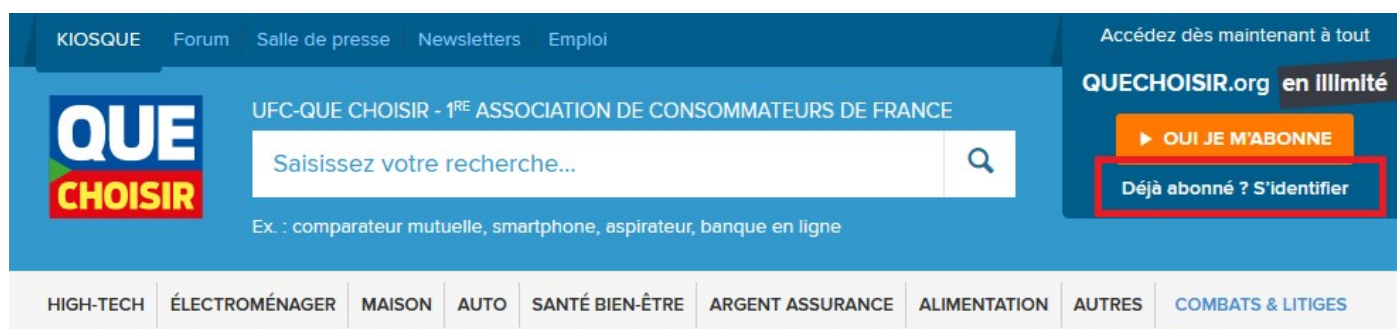 KIOSQUE Forum Salle de presse Newsletters Emploi
Accédez dès maintenant à tout
QUECHOISIR.org en illimité
OUI JE M'ABONNE
Déjà abonné ? S'identifier
QUE
CHOISIR
UFC-QUE CHOISIR - 1RE ASSOCIATION DE CONSOMMATEURS DE FRANCE
Saisissez votre recherche...
Ex. : comparateur mutuelle, smartphone, aspirateur, banque en ligne
HIGH-TECH ÉLECTROMÉNAGER MAISON AUTO SANTÉ BIEN-ÊTRE ARGENT ASSURANCE ALIMENTATION AUTRES COMBATS & LITIGES